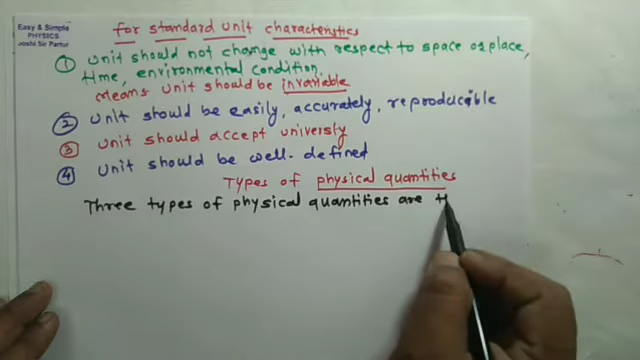 Easy & Simple
PHYSICS
Joshi Sir Partur
for standard unit characteristics
① Unit should not change with respect to space or place,
time, environmental condition.
means unit should be invariable
② Unit should be easily, accurately, reproducible
③ Unit should accept universly
④ Unit should be well-defined
Types of physical quantities
Three types of physical quantities are